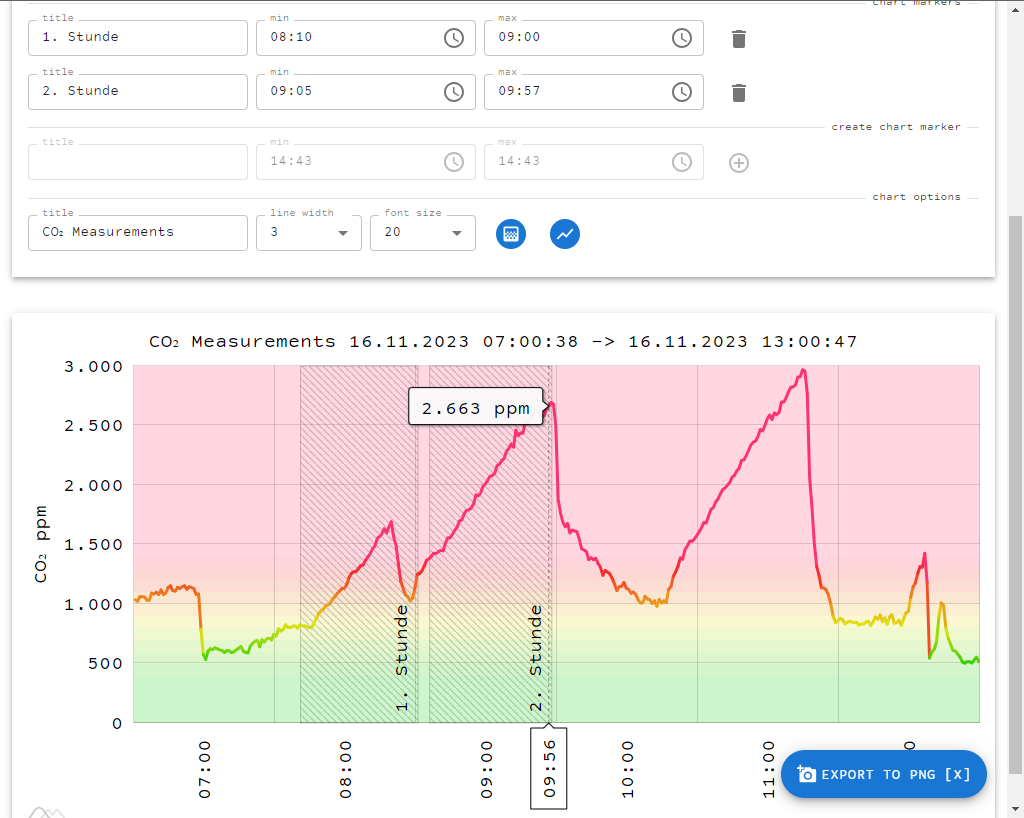 chart markers
title min max
1. Stunde 08:10 09:00
title min max
2. Stunde 09:05 09:57
create chart marker
title min max
14:43 14:43
chart options
title line width font size
CO₂ Measurements 3 20
CO₂ Measurements 16.11.2023 07:00:38 −> 16.11.2023 13:00:47
3.000
2.500
2.000
1.500
1.000
500
0
CO₂ ppm
2.663 ppm
1. Stunde
2. Stunde
07:00
08:00
09:00
09:56
10:00
11:00
0
EXPORT TO PNG [X]